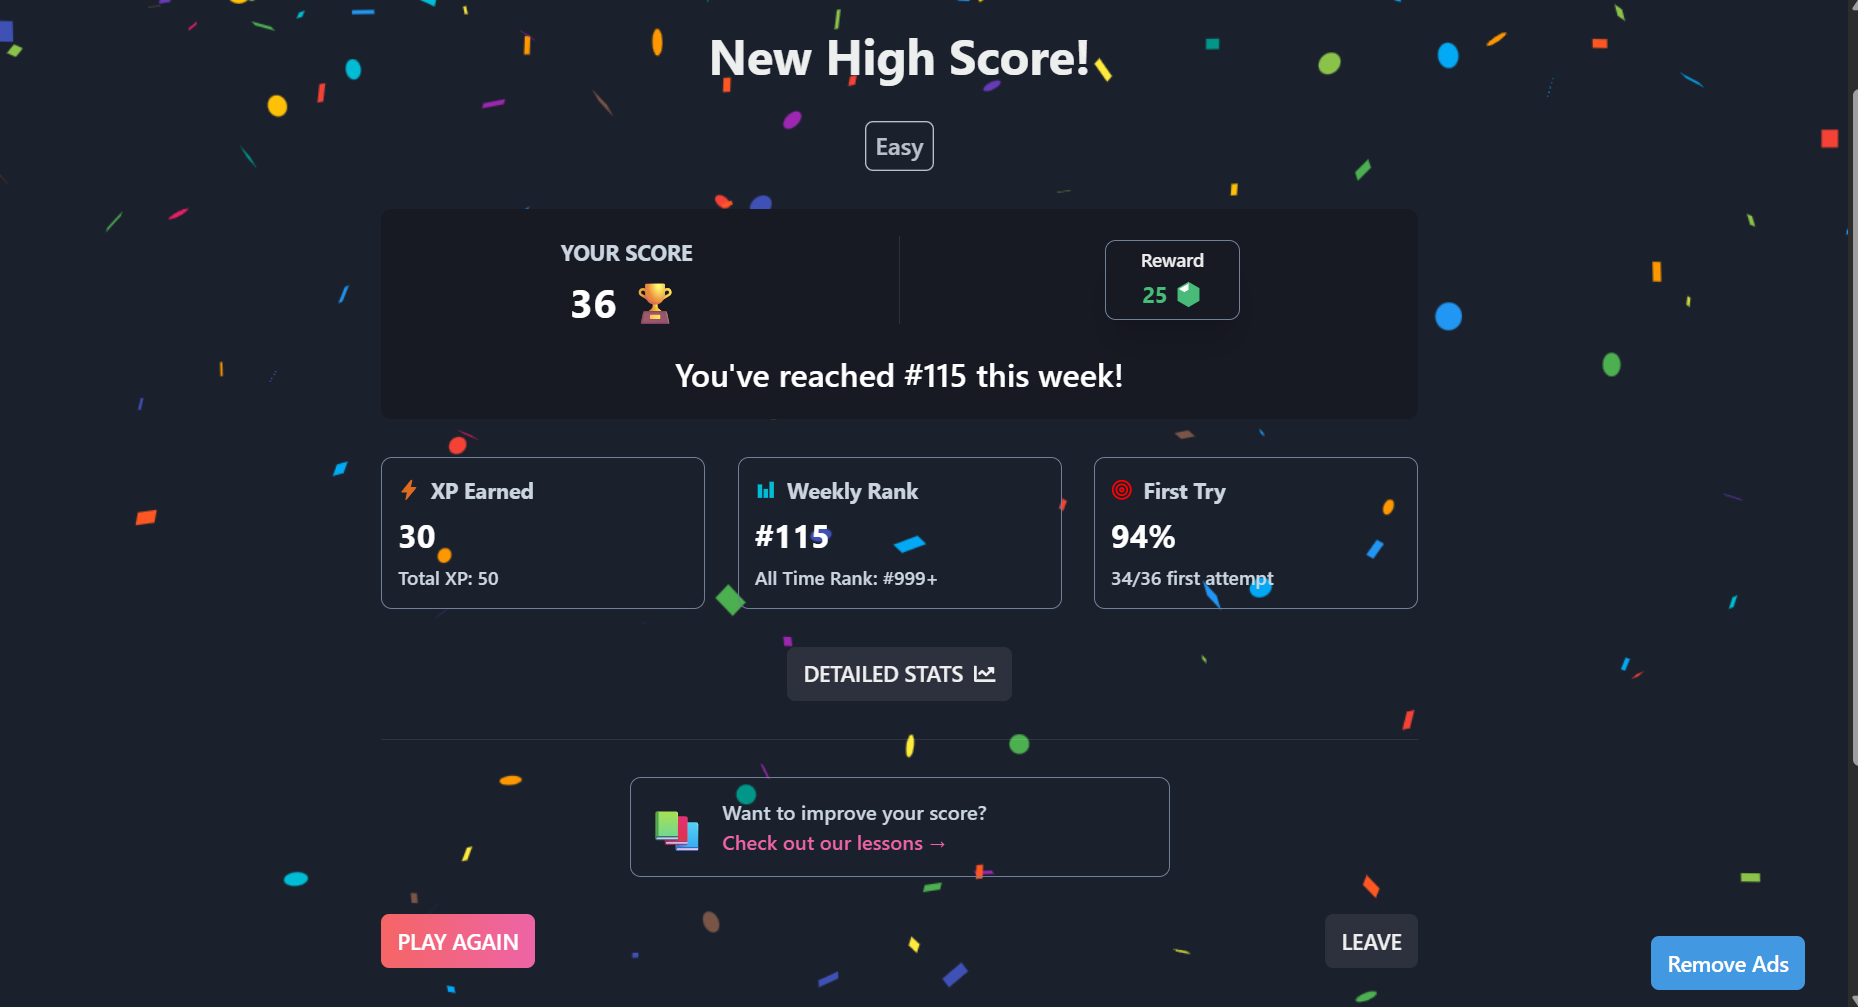 New High Score!
Easy
YOUR SCORE
36
Reward
25
You've reached #115 this week!
XP Earned
30
Total XP: 50
Weekly Rank
#115
All Time Rank: #999+
First Try
94%
34/36 first attempt
DETAILED STATS
Want to improve your score?
Check out our lessons →
PLAY AGAIN
LEAVE
Remove Ads